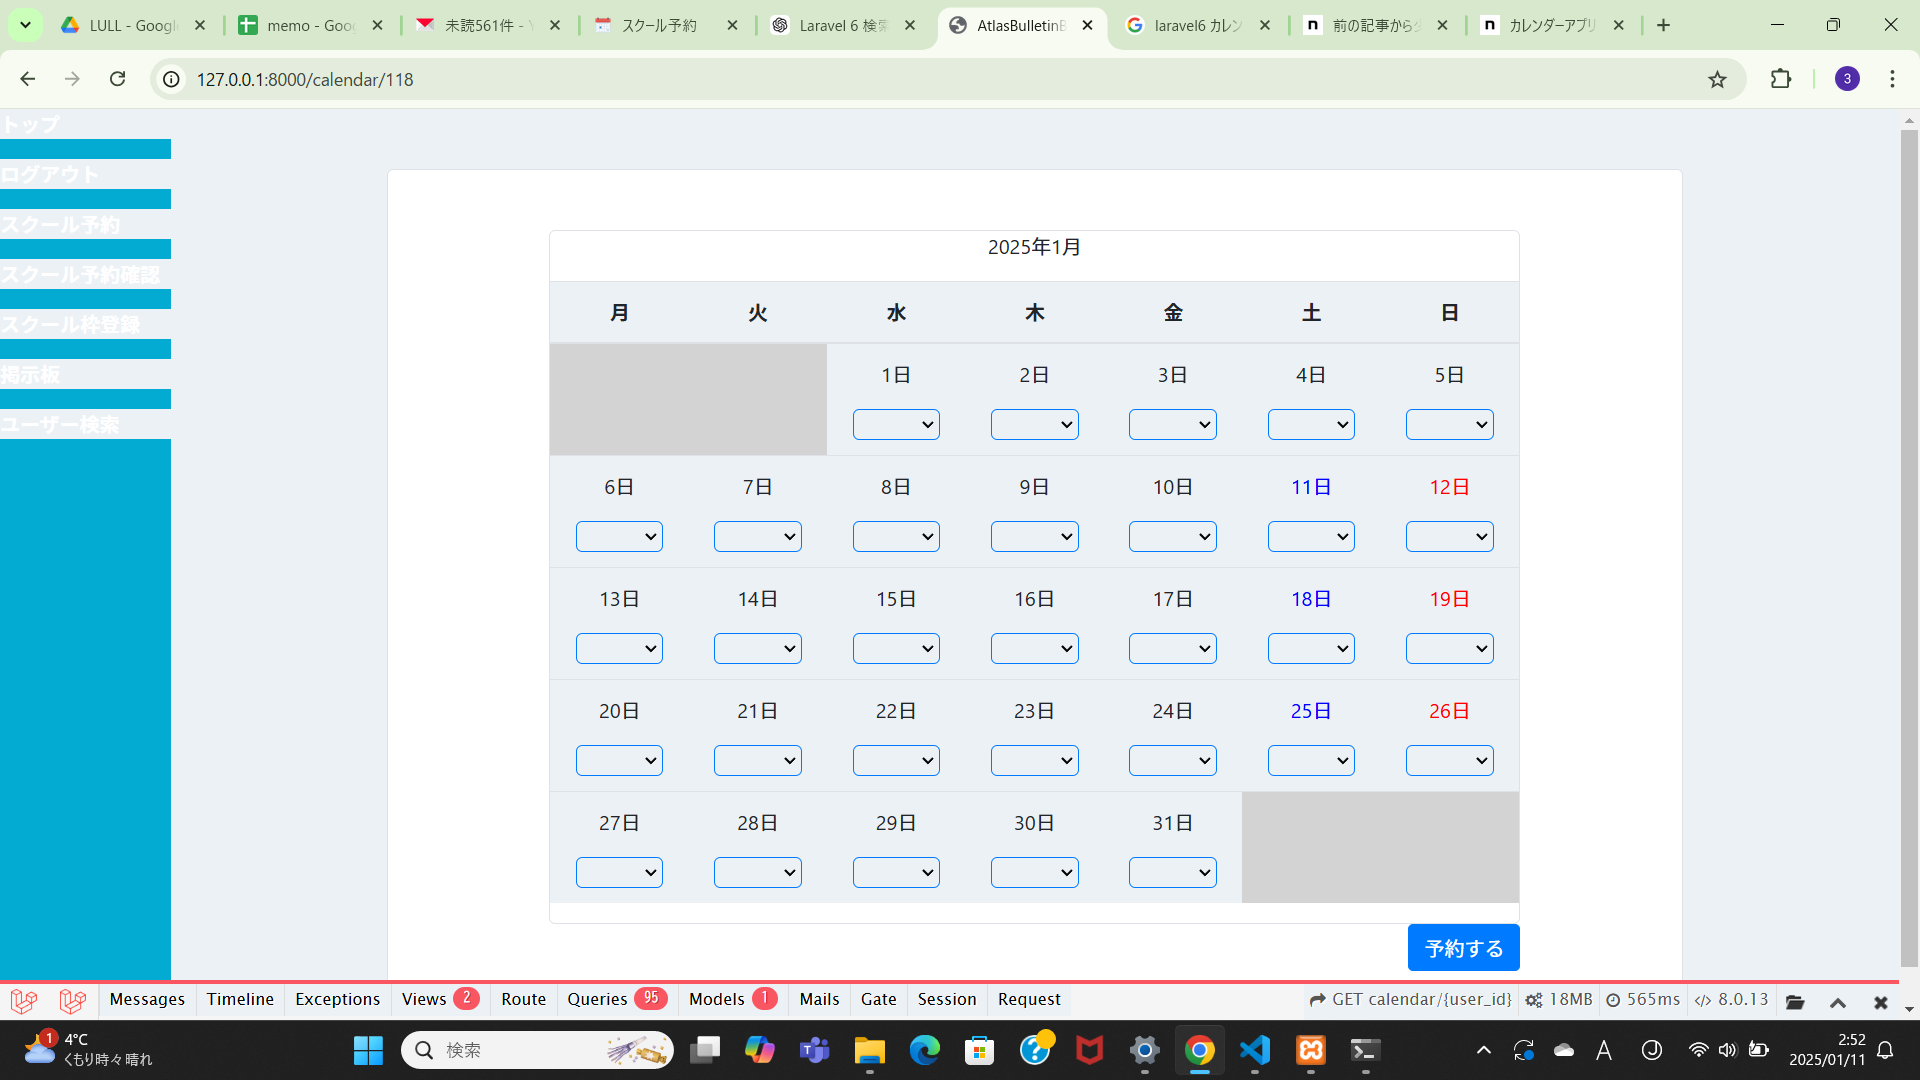 LULL - Google
memo - Goog
未読561件 - Y
スクール予約
Laravel 6 検索
AtlasBulletinB
laravel6 カレン
前の記事から少
カレンダーアプリ
127.0.0.1:8000/calendar/118
3
トップ
ログアウト
スクール予約
スクール予約確認
スクール枠登録
掲示板
ユーザー検索
2025年1月
月 火 水 木 金 土 日
1日 2日 3日 4日 5日
6日 7日 8日 9日 10日 11日 12日
13日 14日 15日 16日 17日 18日 19日
20日 21日 22日 23日 24日 25日 26日
27日 28日 29日 30日 31日
予約する
Messages Timeline Exceptions Views 2 Route Queries 95 Models 1 Mails Gate Session Request GET calendar/{user_id} 18MB 565ms 8.0.13
1
4°C
くもり時々晴れ
検索
A
2:52
2025/01/11